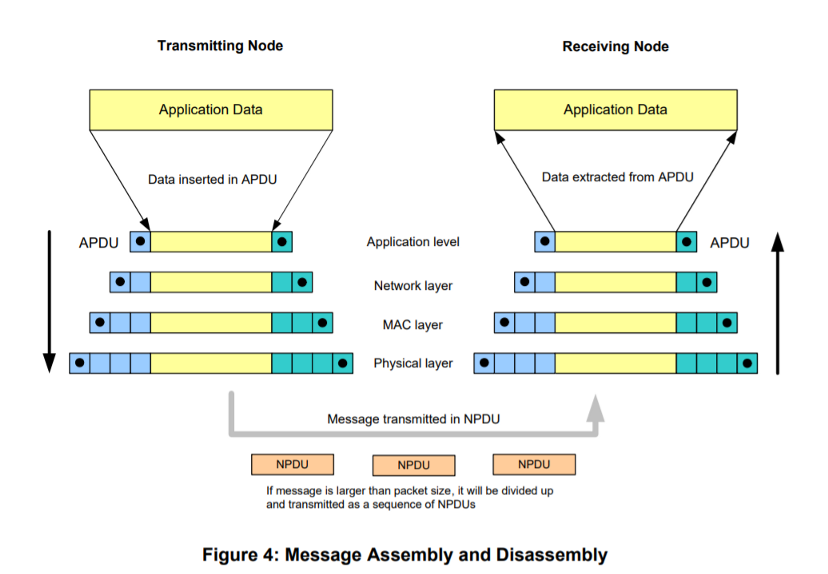 Transmitting Node
Receiving Node
Application Data
Application Data
Data inserted in APDU
Data extracted from APDU
APDU
Application level
APDU
Network layer
MAC layer
Physical layer
Message transmitted in NPDU
NPDU
NPDU
NPDU
If message is larger than packet size, it will be divided up
and transmitted as a sequence of NPDUs
Figure 4: Message Assembly and Disassembly